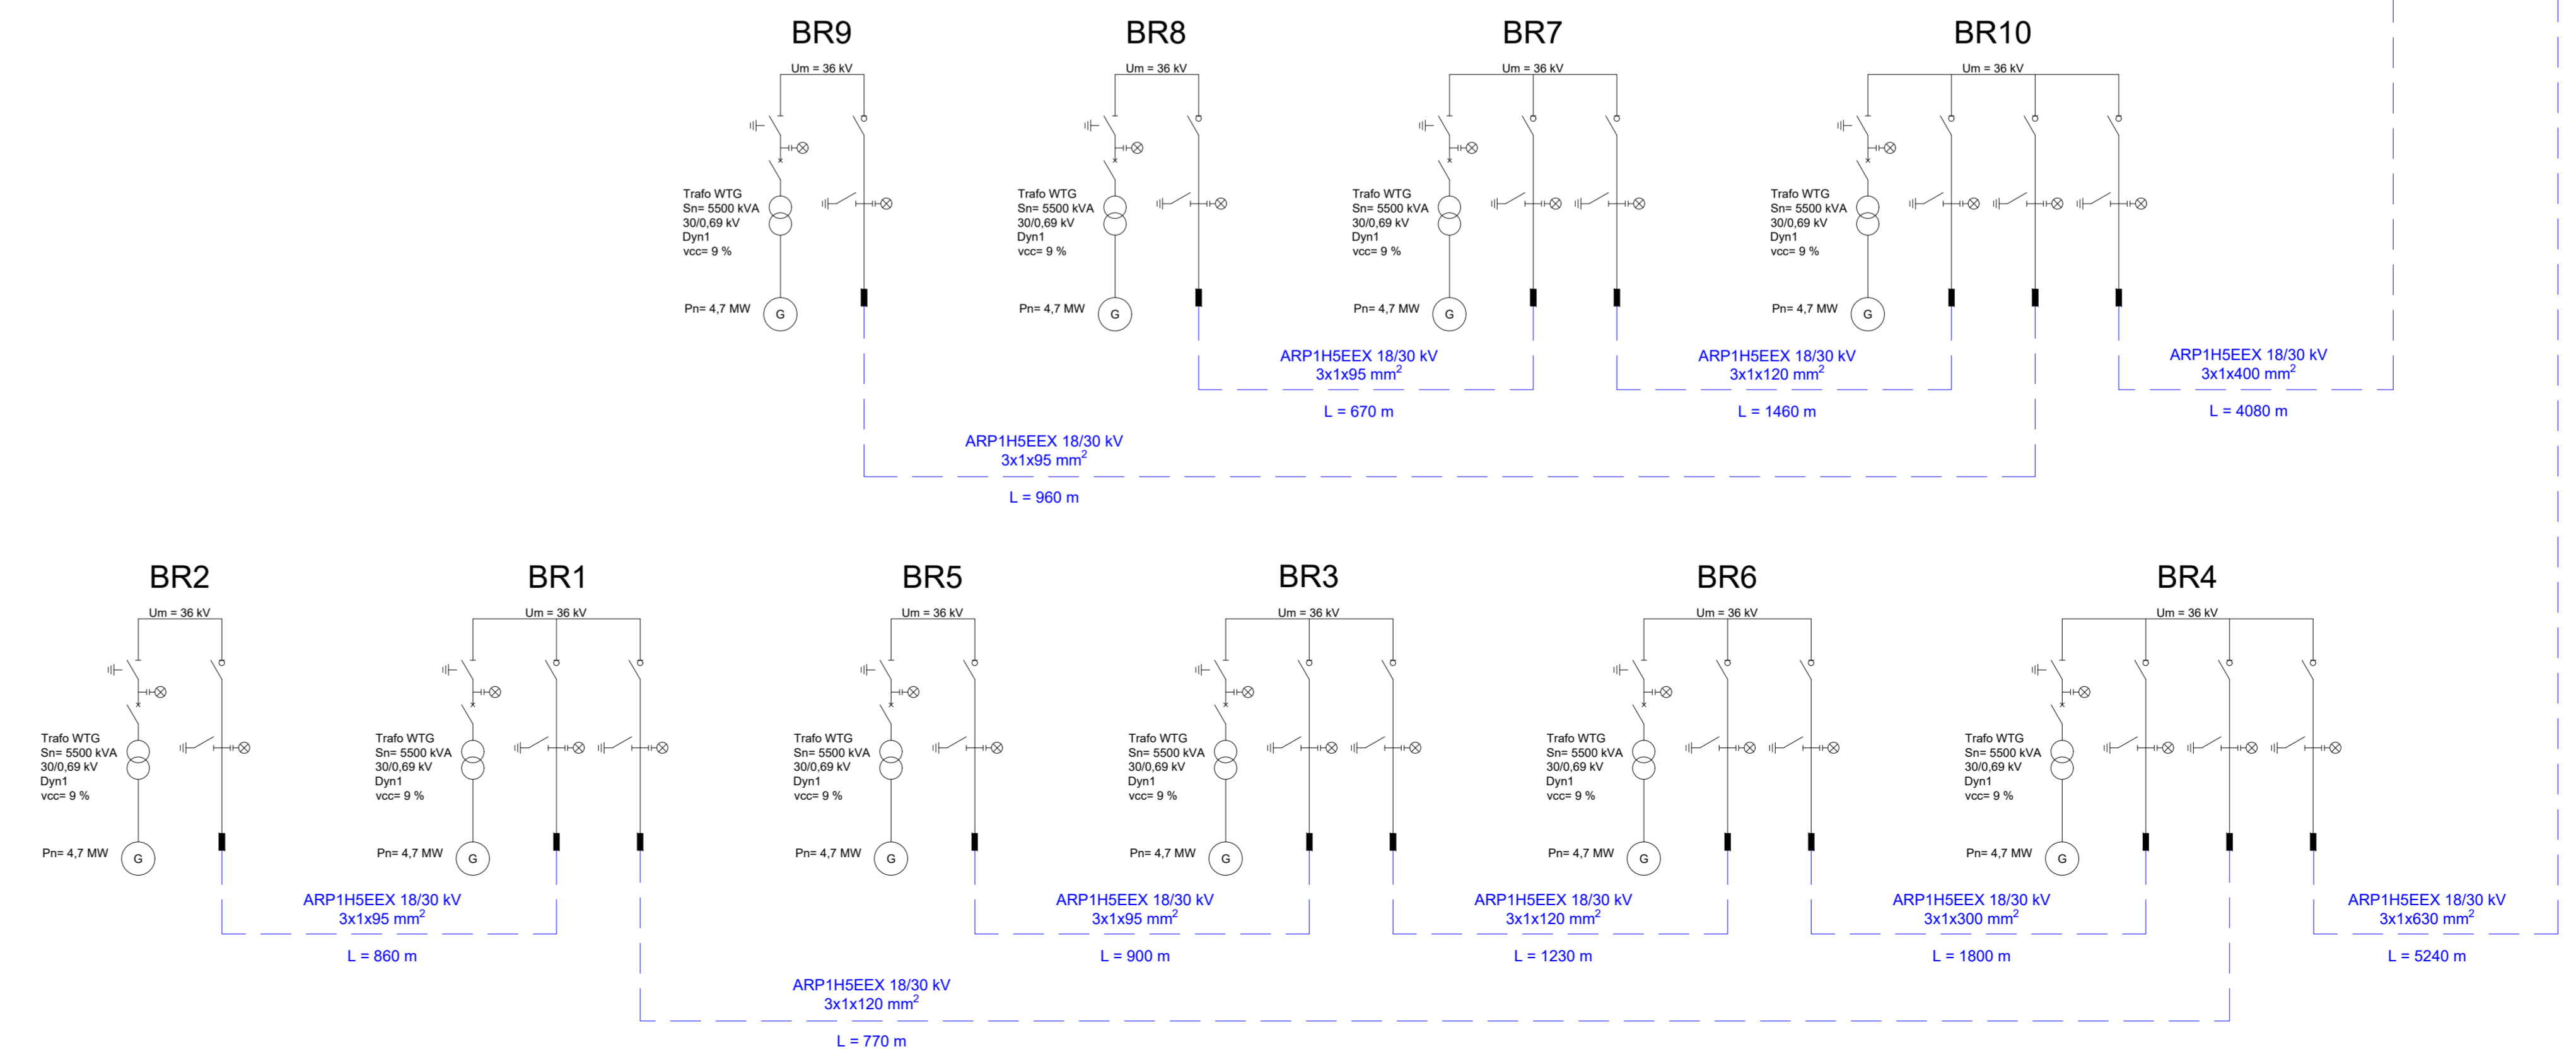 BR9
Um = 36 kV
Trafo WTG
Sn= 5500 kVA
30/0,69 kV
Dyn1
vcc= 9 %
Pn= 4,7 MW
G
BR8
Um = 36 kV
Trafo WTG
Sn= 5500 kVA
30/0,69 kV
Dyn1
vcc= 9 %
Pn= 4,7 MW
G
BR7
Um = 36 kV
Trafo WTG
Sn= 5500 kVA
30/0,69 kV
Dyn1
vcc= 9 %
Pn= 4,7 MW
G
BR10
Um = 36 kV
Trafo WTG
Sn= 5500 kVA
30/0,69 kV
Dyn1
vcc= 9 %
Pn= 4,7 MW
G
ARP1H5EEX 18/30 kV
3x1x95 mm²
L = 670 m
ARP1H5EEX 18/30 kV
3x1x120 mm²
L = 1460 m
ARP1H5EEX 18/30 kV
3x1x400 mm²
L = 4080 m
ARP1H5EEX 18/30 kV
3x1x95 mm²
L = 960 m
BR2
Um = 36 kV
Trafo WTG
Sn= 5500 kVA
30/0,69 kV
Dyn1
vcc= 9 %
Pn= 4,7 MW
G
BR1
Um = 36 kV
Trafo WTG
Sn= 5500 kVA
30/0,69 kV
Dyn1
vcc= 9 %
Pn= 4,7 MW
G
BR5
Um = 36 kV
Trafo WTG
Sn= 5500 kVA
30/0,69 kV
Dyn1
vcc= 9 %
Pn= 4,7 MW
G
BR3
Um = 36 kV
Trafo WTG
Sn= 5500 kVA
30/0,69 kV
Dyn1
vcc= 9 %
Pn= 4,7 MW
G
BR6
Um = 36 kV
Trafo WTG
Sn= 5500 kVA
30/0,69 kV
Dyn1
vcc= 9 %
Pn= 4,7 MW
G
BR4
Um = 36 kV
Trafo WTG
Sn= 5500 kVA
30/0,69 kV
Dyn1
vcc= 9 %
Pn= 4,7 MW
G
ARP1H5EEX 18/30 kV
3x1x95 mm²
L = 860 m
ARP1H5EEX 18/30 kV
3x1x95 mm²
L = 900 m
ARP1H5EEX 18/30 kV
3x1x120 mm²
L = 1230 m
ARP1H5EEX 18/30 kV
3x1x300 mm²
L = 1800 m
ARP1H5EEX 18/30 kV
3x1x630 mm²
L = 5240 m
ARP1H5EEX 18/30 kV
3x1x120 mm²
L = 770 m